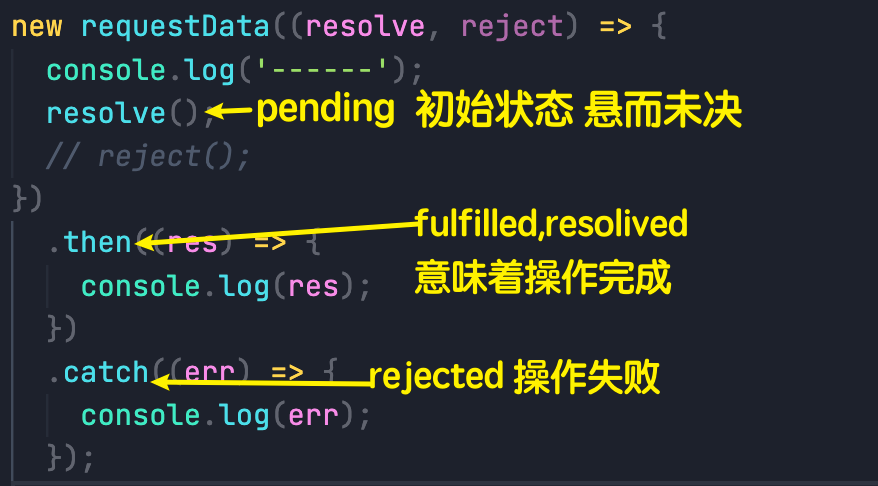 new requestData((resolve, reject) => {
console.log('------');
resolve(); pending 初始状态 悬而未决
// reject();
})
.then((res) => { fulfilled,resolived
console.log(res); 意味着操作完成
})
.catch((err) => { rejected 操作失败
console.log(err);
});